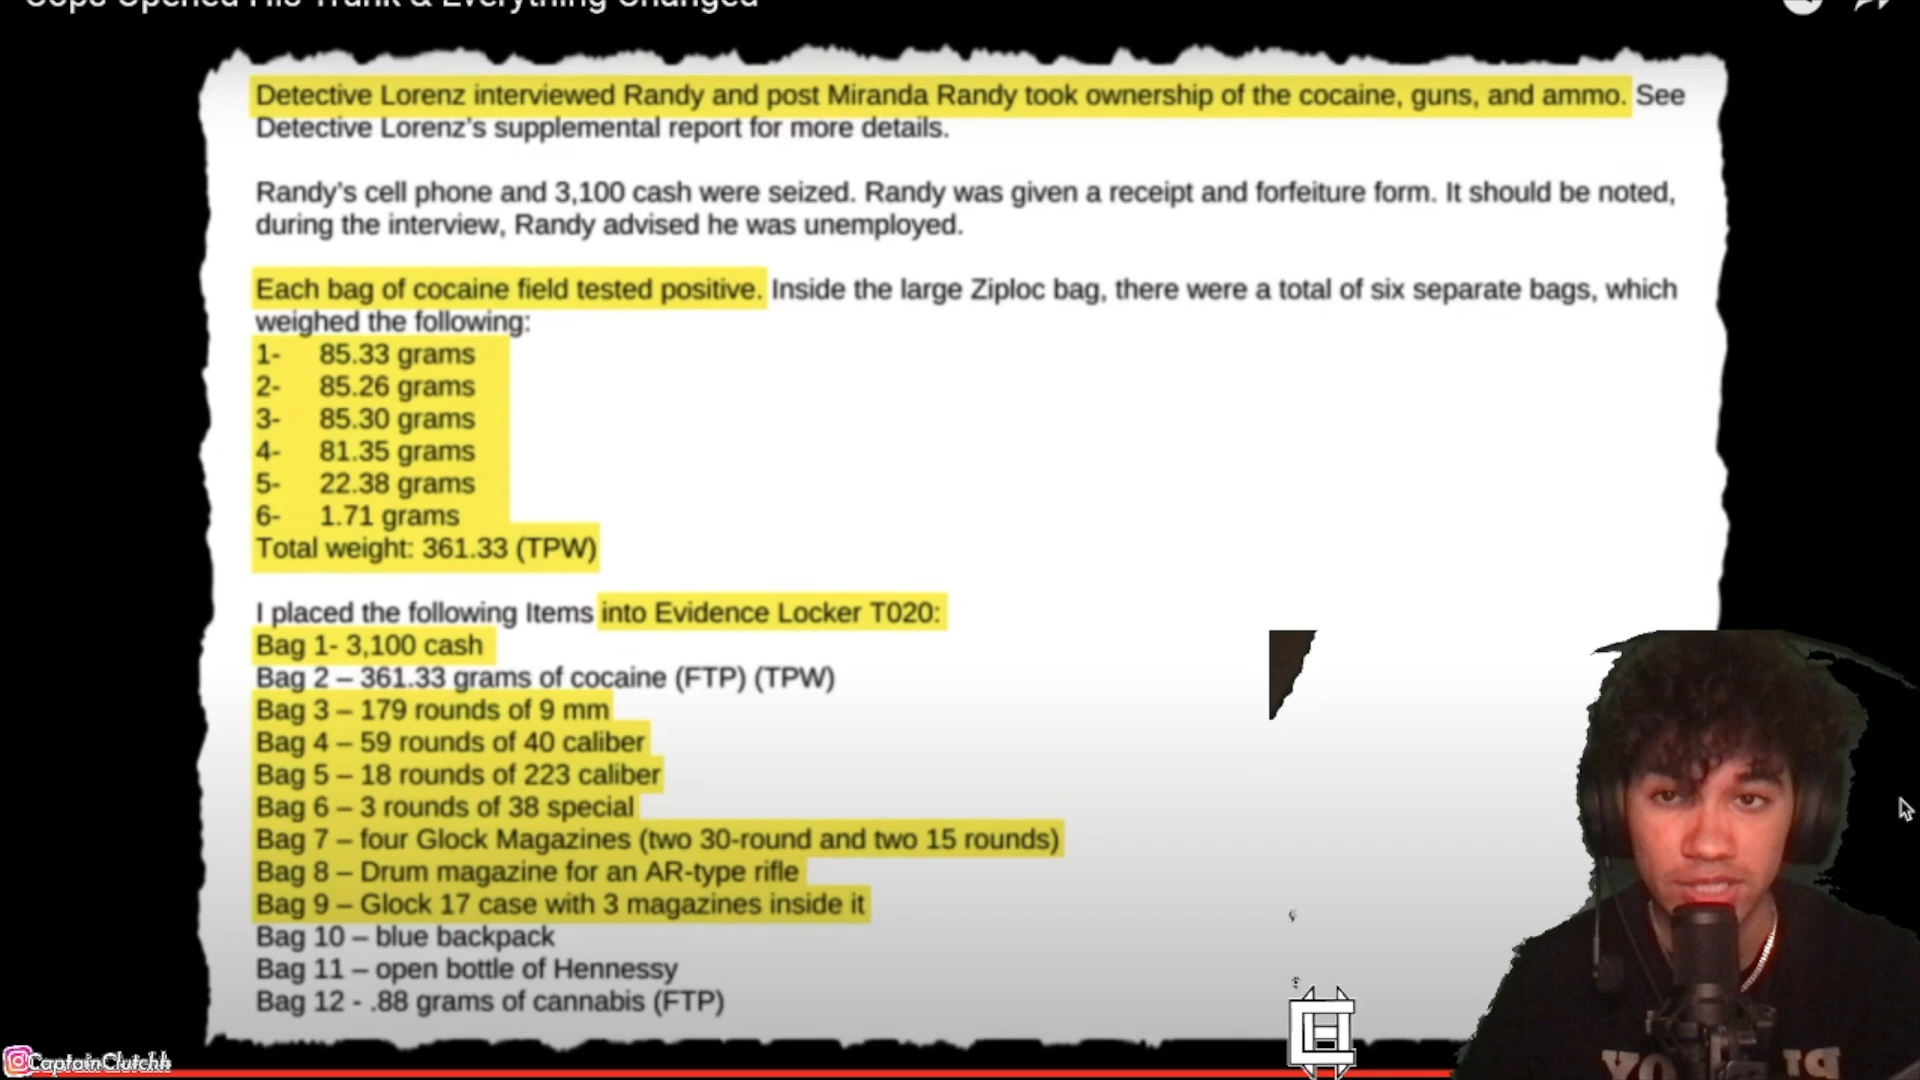 Cops Opened His Trunk & Everything Changed
Detective Lorenz interviewed Randy and post Miranda Randy took ownership of the cocaine, guns, and ammo. See
Detective Lorenz's supplemental report for more details.
Randy's cell phone and 3,100 cash were seized. Randy was given a receipt and forfeiture form. It should be noted,
during the interview, Randy advised he was unemployed.
Each bag of cocaine field tested positive. Inside the large Ziploc bag, there were a total of six separate bags, which
weighed the following:
1- 85.33 grams
2- 85.26 grams
3- 85.30 grams
4- 81.35 grams
5- 22.38 grams
6- 1.71 grams
Total weight: 361.33 (TPW)
I placed the following Items into Evidence Locker T020:
Bag 1- 3,100 cash
Bag 2 – 361.33 grams of cocaine (FTP) (TPW)
Bag 3 – 179 rounds of 9 mm
Bag 4 – 59 rounds of 40 caliber
Bag 5 – 18 rounds of 223 caliber
Bag 6 – 3 rounds of 38 special
Bag 7 – four Glock Magazines (two 30-round and two 15 rounds)
Bag 8 – Drum magazine for an AR-type rifle
Bag 9 – Glock 17 case with 3 magazines inside it
Bag 10 – blue backpack
Bag 11 – open bottle of Hennessy
Bag 12 - .88 grams of cannabis (FTP)
CaptainClutchh